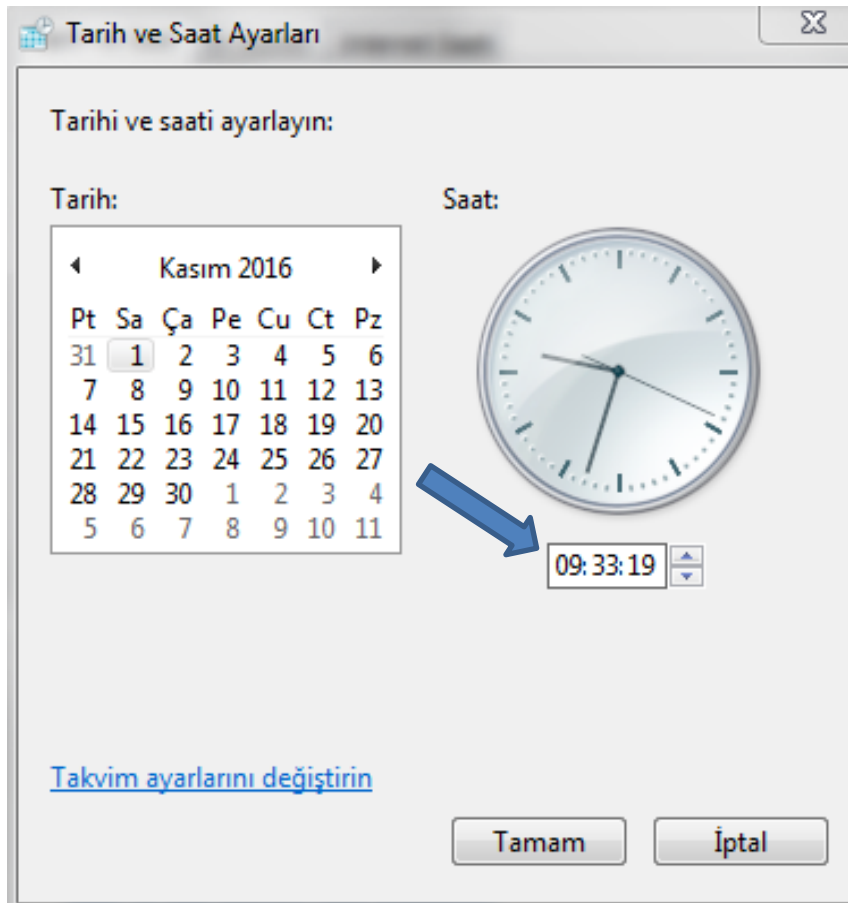 Tarih ve Saat Ayarları
Tarihi ve saati ayarlayın:
Tarih:
Saat:
Kasım 2016
Pt Sa Ça Pe Cu Ct Pz
31 1 2 3 4 5 6
7 8 9 10 11 12 13
14 15 16 17 18 19 20
21 22 23 24 25 26 27
28 29 30 1 2 3 4
5 6 7 8 9 10 11
09:33:19
Takvim ayarlarını değiştirin
Tamam
İptal